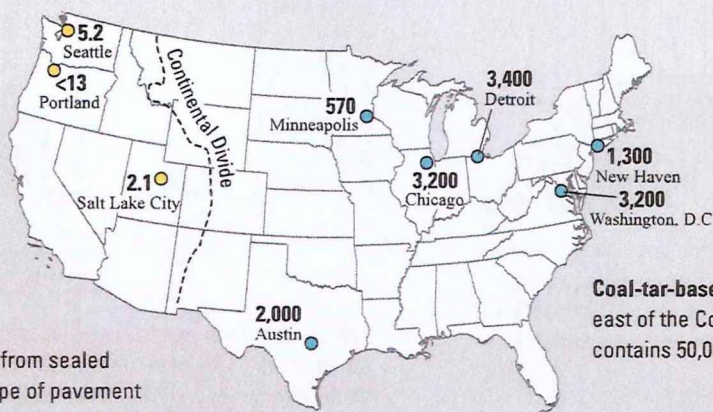 5.2
Seattle
<13
Portland
Continental Divide
2.1
Salt Lake City
570
Minneapolis
3,400
Detroit
3,200
Chicago
1,300
New Haven
3,200
Washington, D.C
2,000
Austin
Coal-tar-base
east of the Co
contains 50,0
from sealed
pe of pavement